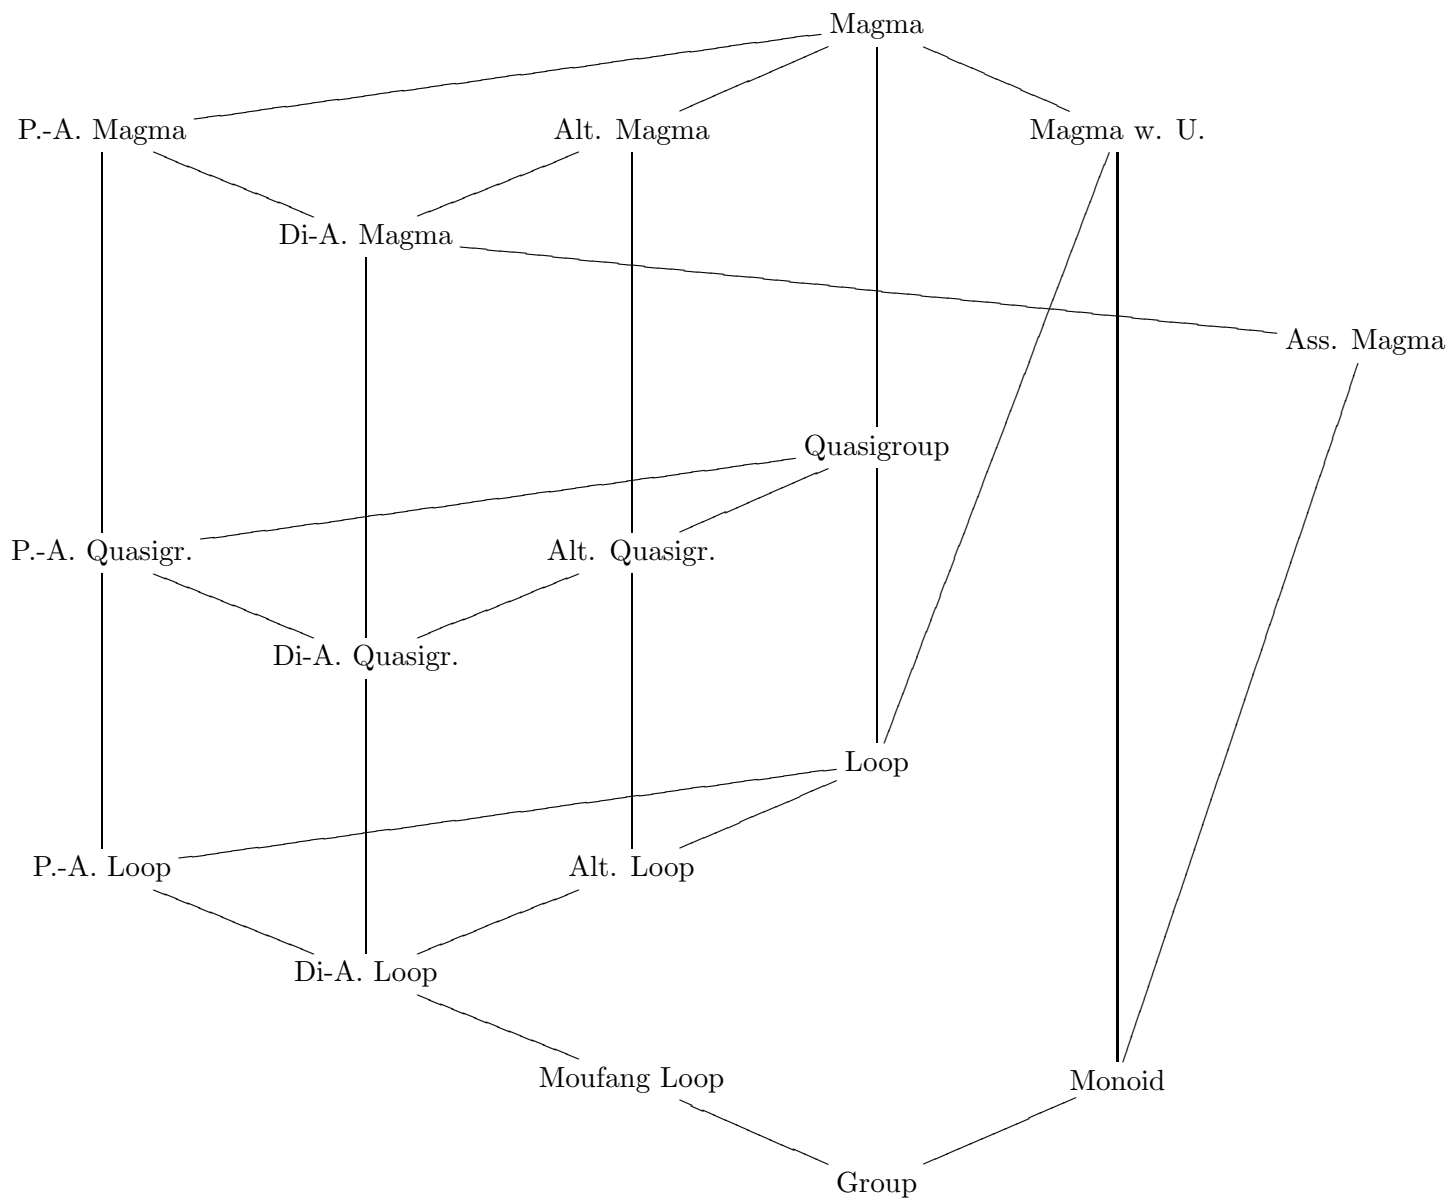 Magma
P.-A. Magma
Alt. Magma
Magma w. U.
Di-A. Magma
Ass. Magma
Quasigroup
P.-A. Quasigr.
Alt. Quasigr.
Di-A. Quasigr.
Loop
P.-A. Loop
Alt. Loop
Di-A. Loop
Moufang Loop
Monoid
Group